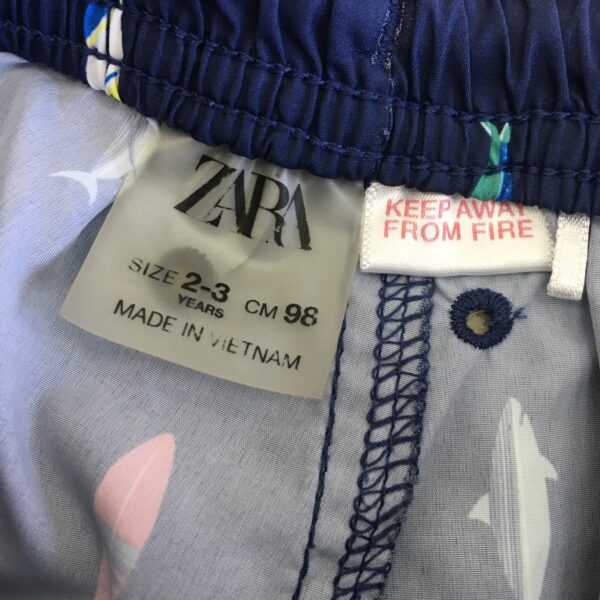 ZARA
SIZE 2-3 CM 98
YEARS
MADE IN VIETNAM
KEEP AWAY
FROM FIRE